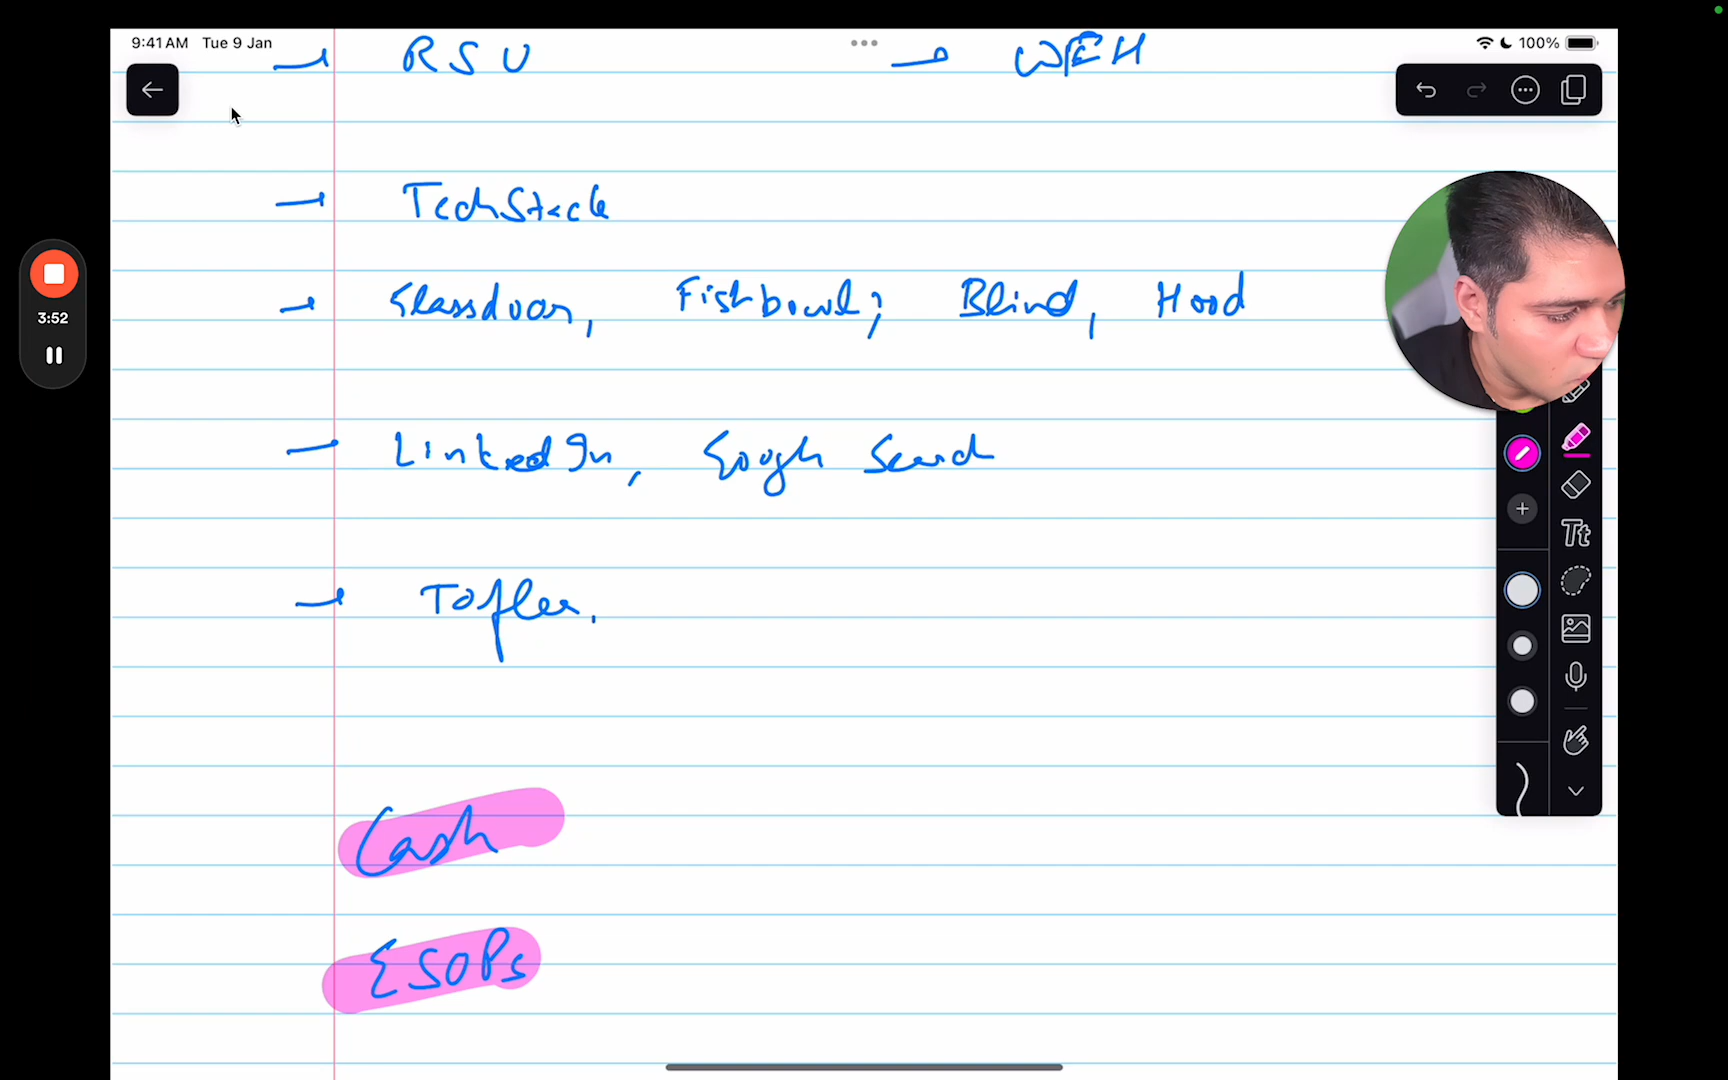 9:41 AM Tue 9 Jan
100%
→ RSU → WFH
→ TechStack
3:52
→ Glassdoor, Fishbowl; Blind, Hood
→ LinkedIn, Google Search
Tt
→ Tofler.
Cash
ESOPs